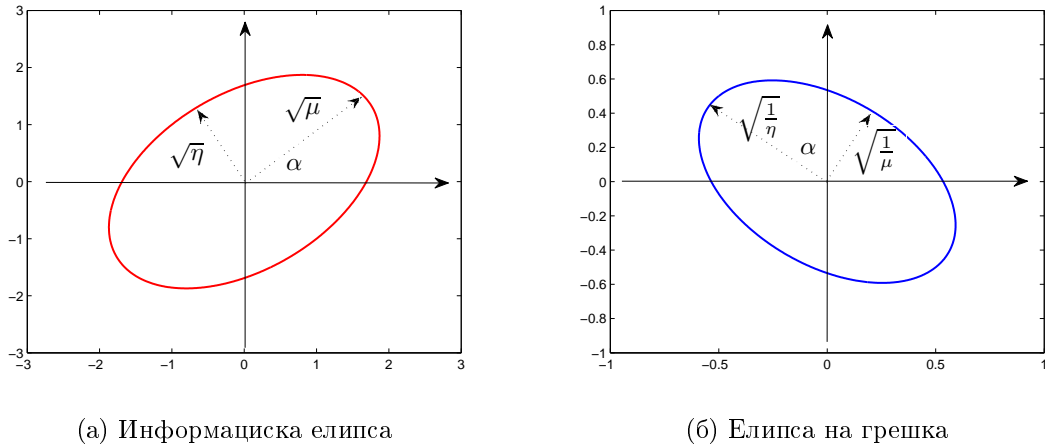 3
2
1
0
−1
−2
−3
−3 −2 −1 0 1 2 3
√μ
√η
α
(а) Информациска елипса
1
0.8
0.6
0.4
0.2
0
−0.2
−0.4
−0.6
−0.8
−1
−1 −0.5 0 0.5 1
√(1/η)
α
√(1/μ)
(б) Елипса на грешка